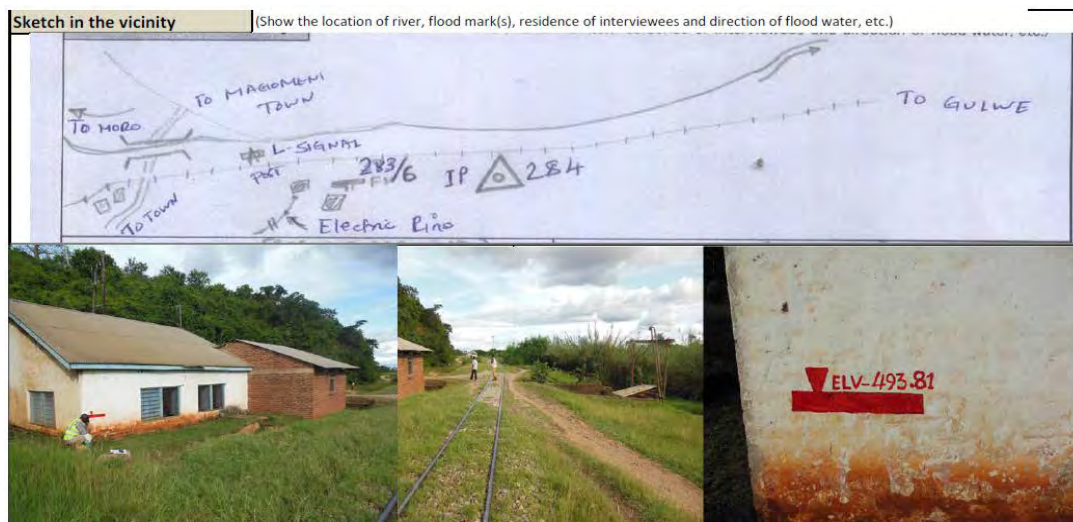 Sketch in the vicinity
(Show the location of river, flood mark(s), residence of interviewees and direction of flood water, etc.)
TO MAGOMENI
TOWN
TO GULWE
TO MORO
L-SIGNAL
POST
283/6
IP
284
TO TOWN
Electric
ELV-493.81